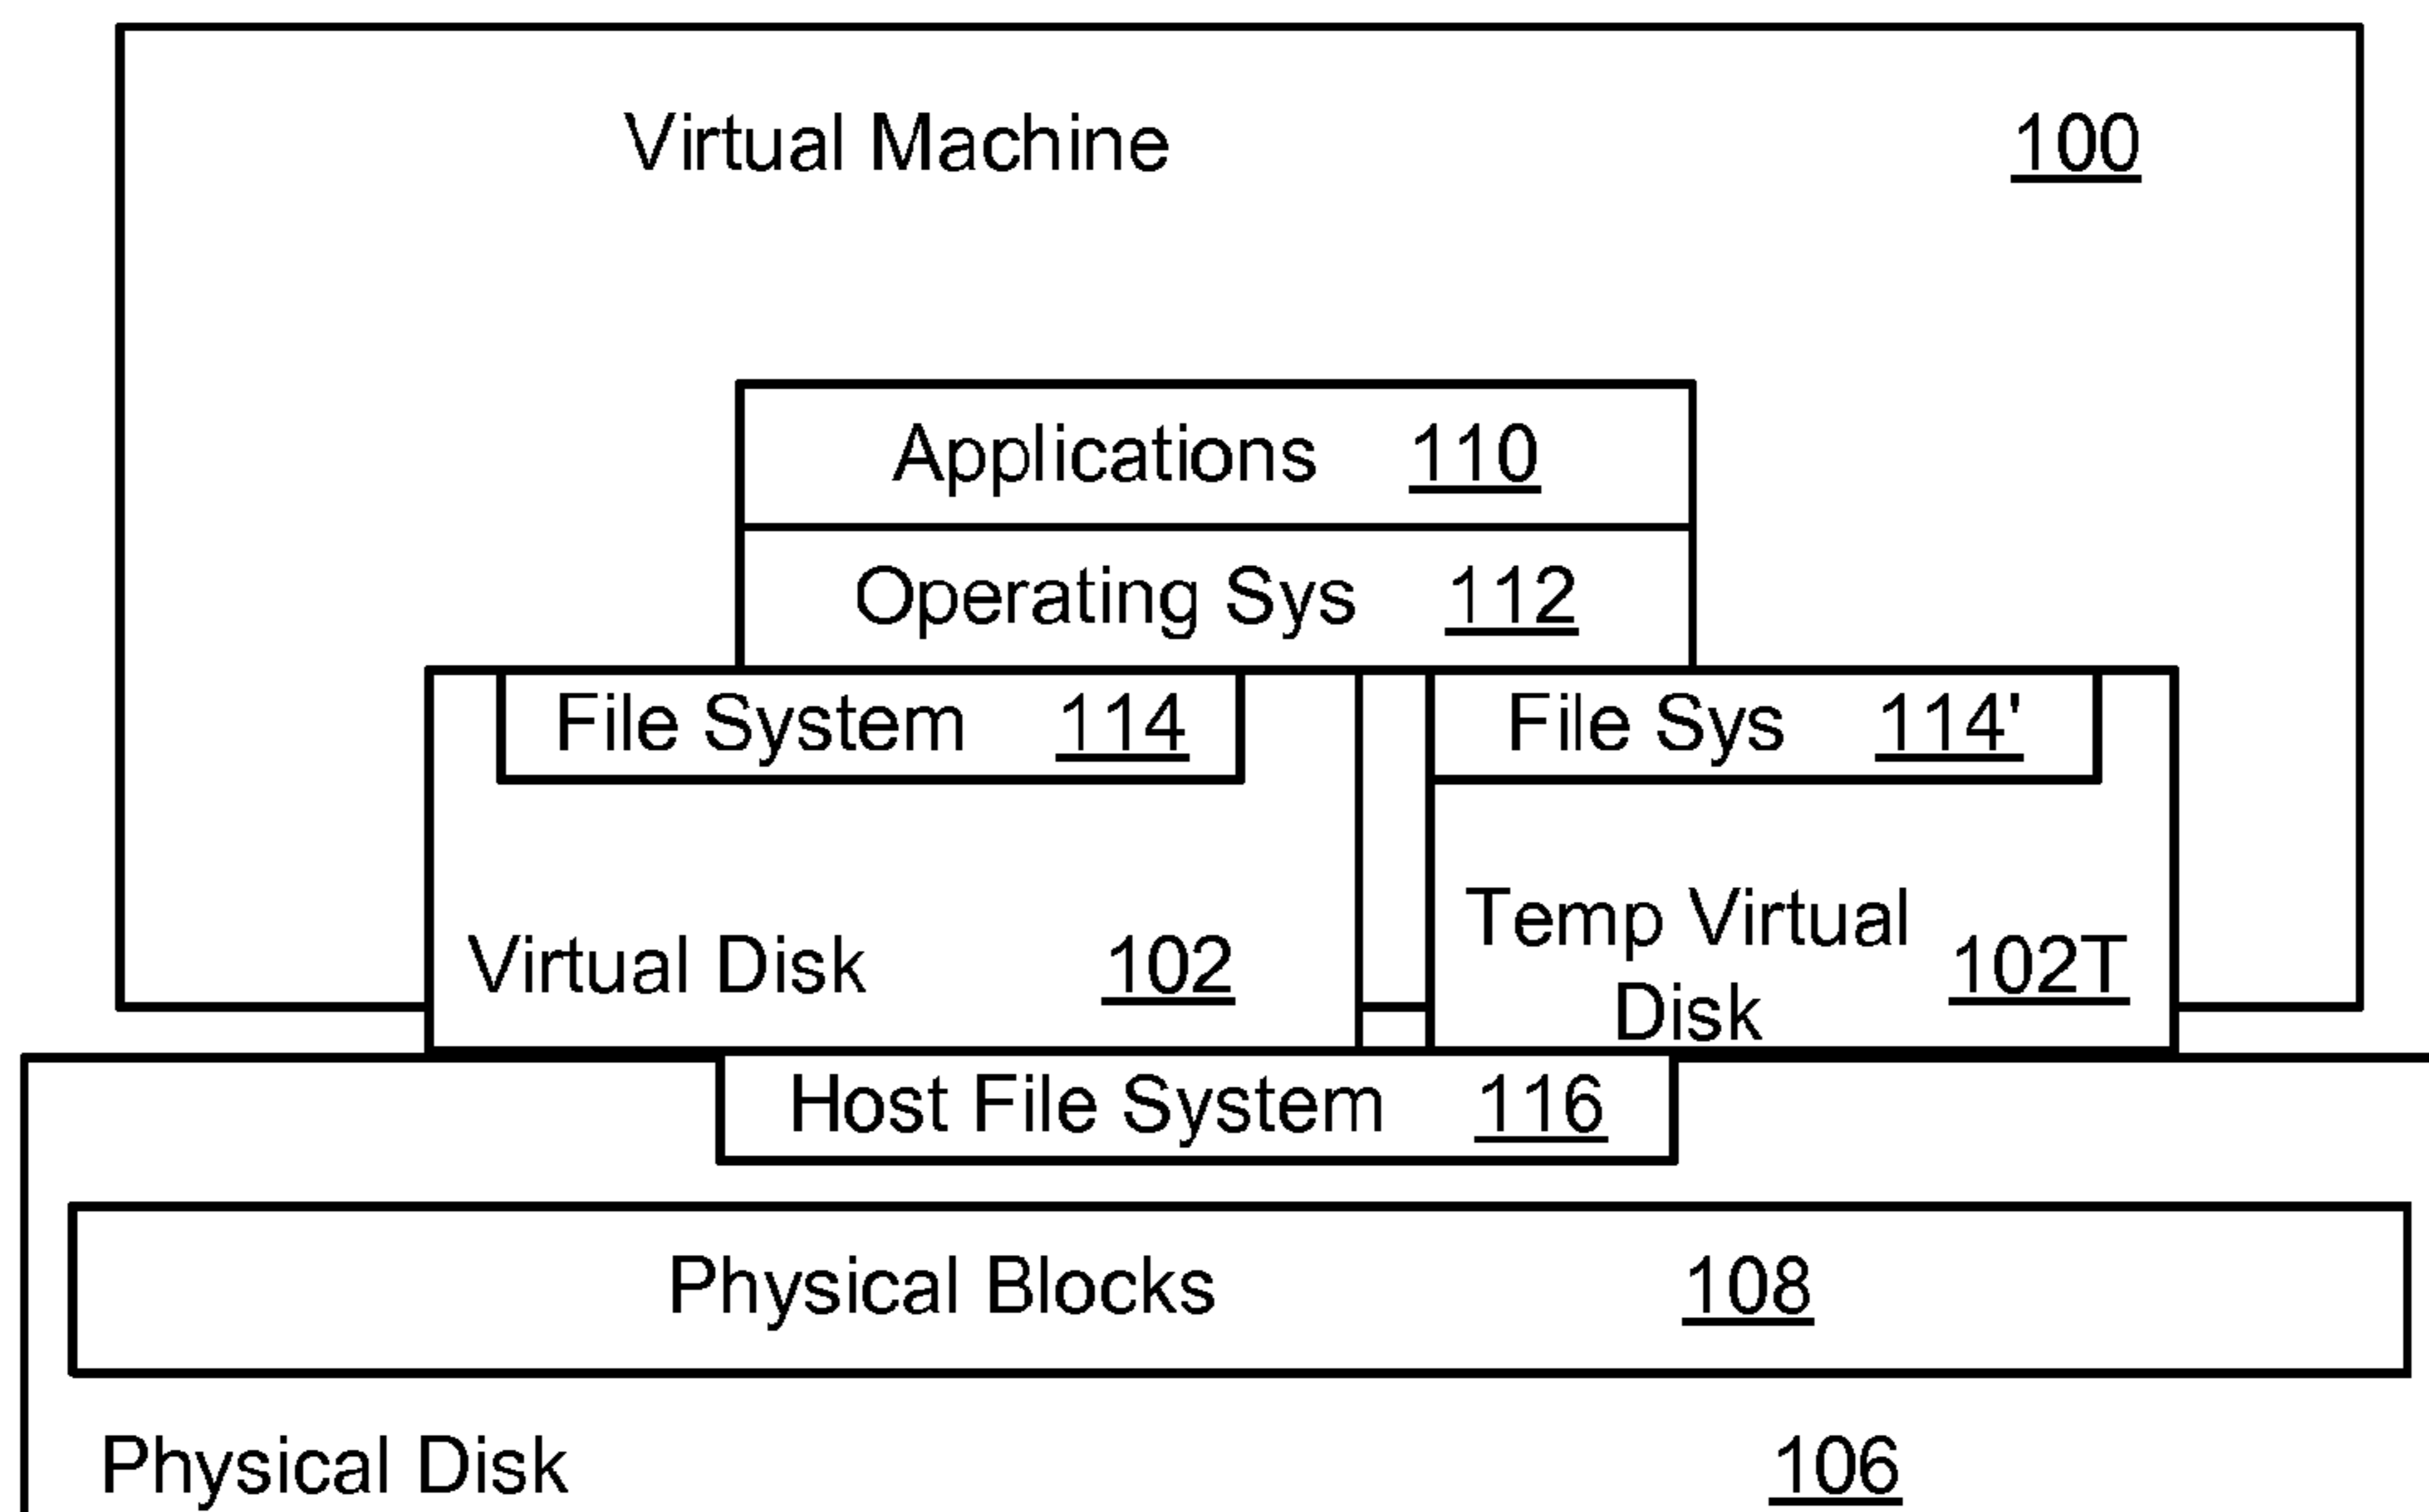 Virtual Machine 100
Applications 110
Operating Sys 112
File System 114 File Sys 114'
Virtual Disk 102
Temp Virtual
Disk 102T
Host File System 116
Physical Blocks 108
Physical Disk 106